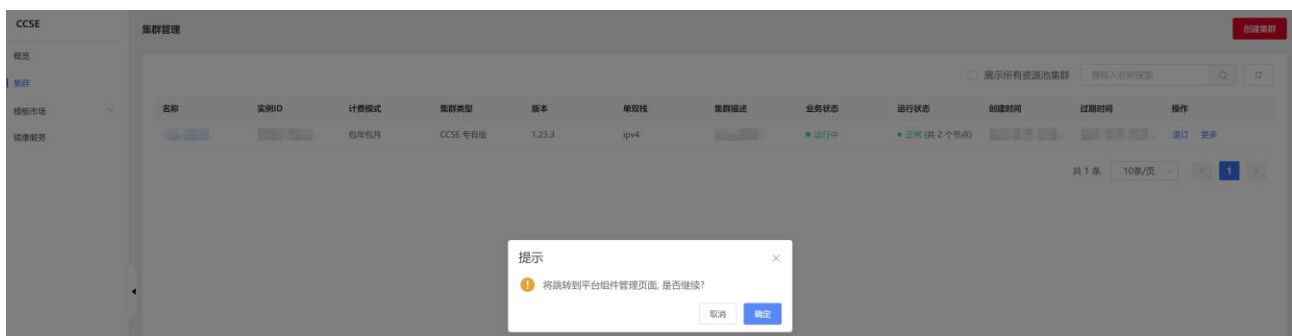 CCSE
集群管理
创建集群
概览
集群
模板市场
镜像服务
展示所有资源池集群
请输入名称搜索
名称 实例ID 计费模式 集群类型 版本 单双栈 集群描述 业务状态 运行状态 创建时间 过期时间 操作
包年包月 CCSE 专有版 1.23.3 ipv4 运行中 正常 (共 2 个节点) 退订 更多
共 1 条 10条/页 < 1 >
提示
将跳转到平台组件管理页面, 是否继续?
取消 确定